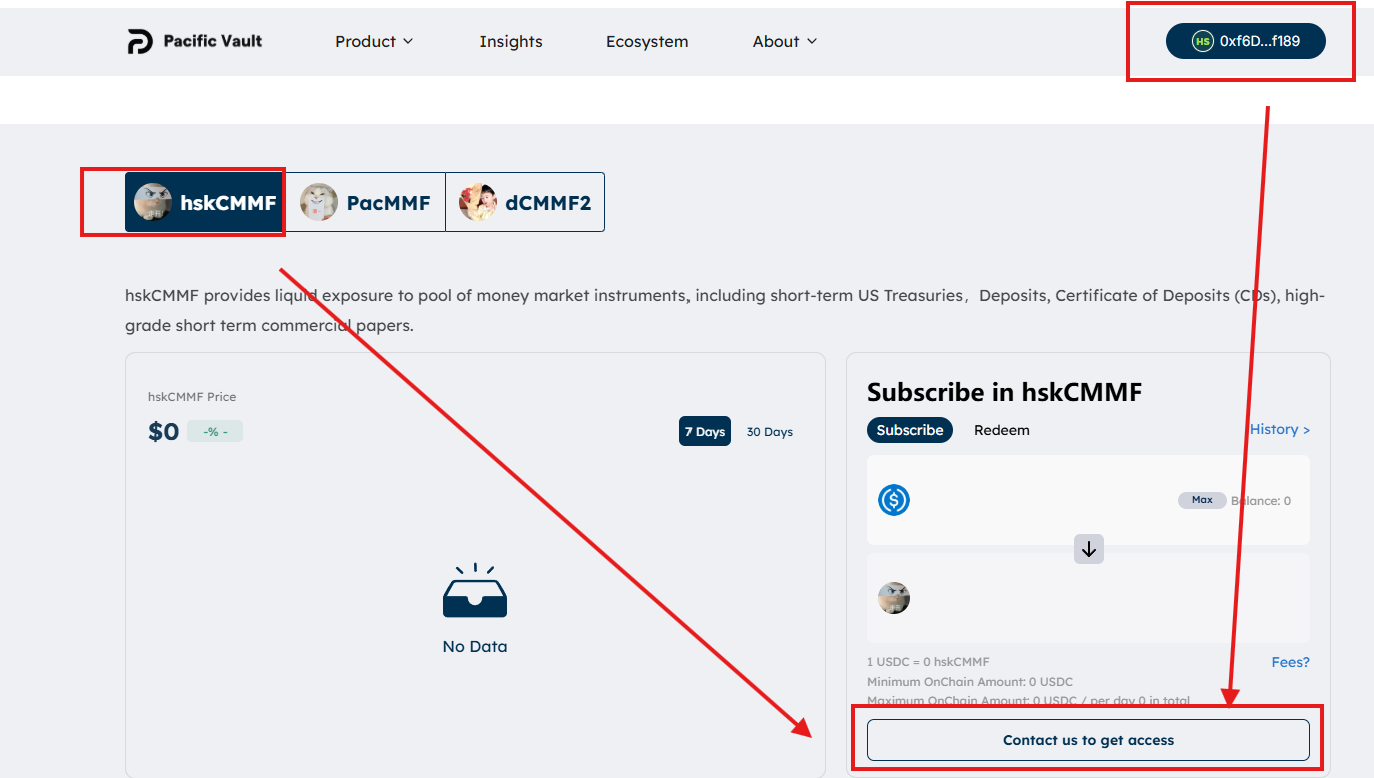 Pacific Vault
Product
Insights
Ecosystem
About
HS 0xf6D...f189
hskCMMF
PacMMF
dCMMF2
hskCMMF provides liquid exposure to pool of money market instruments, including short-term US Treasuries, Deposits, Certificate of Deposits (CDs), high-
grade short term commercial papers.
hskCMMF Price
$0 -% -
7 Days
30 Days
No Data
Subscribe in hskCMMF
Subscribe
Redeem
History >
Max Balance: 0
1 USDC = 0 hskCMMF
Fees?
Minimum OnChain Amount: 0 USDC
Maximum OnChain Amount: 0 USDC / per day 0 in total
Contact us to get access